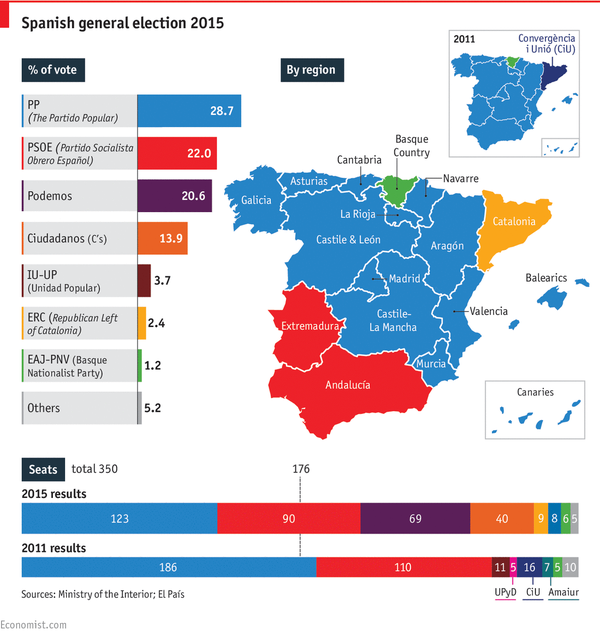 Spanish general election 2015
% of vote
PP
(The Partido Popular)
28.7
PSOE (Partido Socialista
Obrero Español)
22.0
Podemos
20.6
Ciudadanos (C's)
13.9
IU-UP
(Unidad Popular)
3.7
ERC (Republican Left
of Catalonia)
2.4
EAJ-PNV (Basque
Nationalist Party)
1.2
Others
5.2
By region
2011
Convergència
i Unió (CiU)
Basque
Country
Cantabria
Asturias
Navarre
Galicia
La Rioja
Catalonia
Castile & León
Aragón
Madrid
Balearics
Castile-
La Mancha
Valencia
Extremadura
Murcia
Andalucía
Canaries
Seats total 350
176
2015 results
123 90 69 40 9 8 6 5
2011 results
186 110 11 5 16 7 5 10
UPyD CiU Amaiur
Sources: Ministry of the Interior; El País
Economist.com